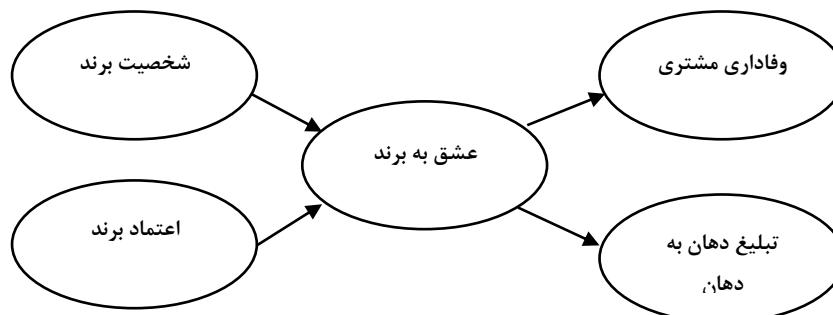 شخصیت برند
وفاداری مشتری
عشق به برند
اعتماد برند
تبلیغ دهان به
دهان